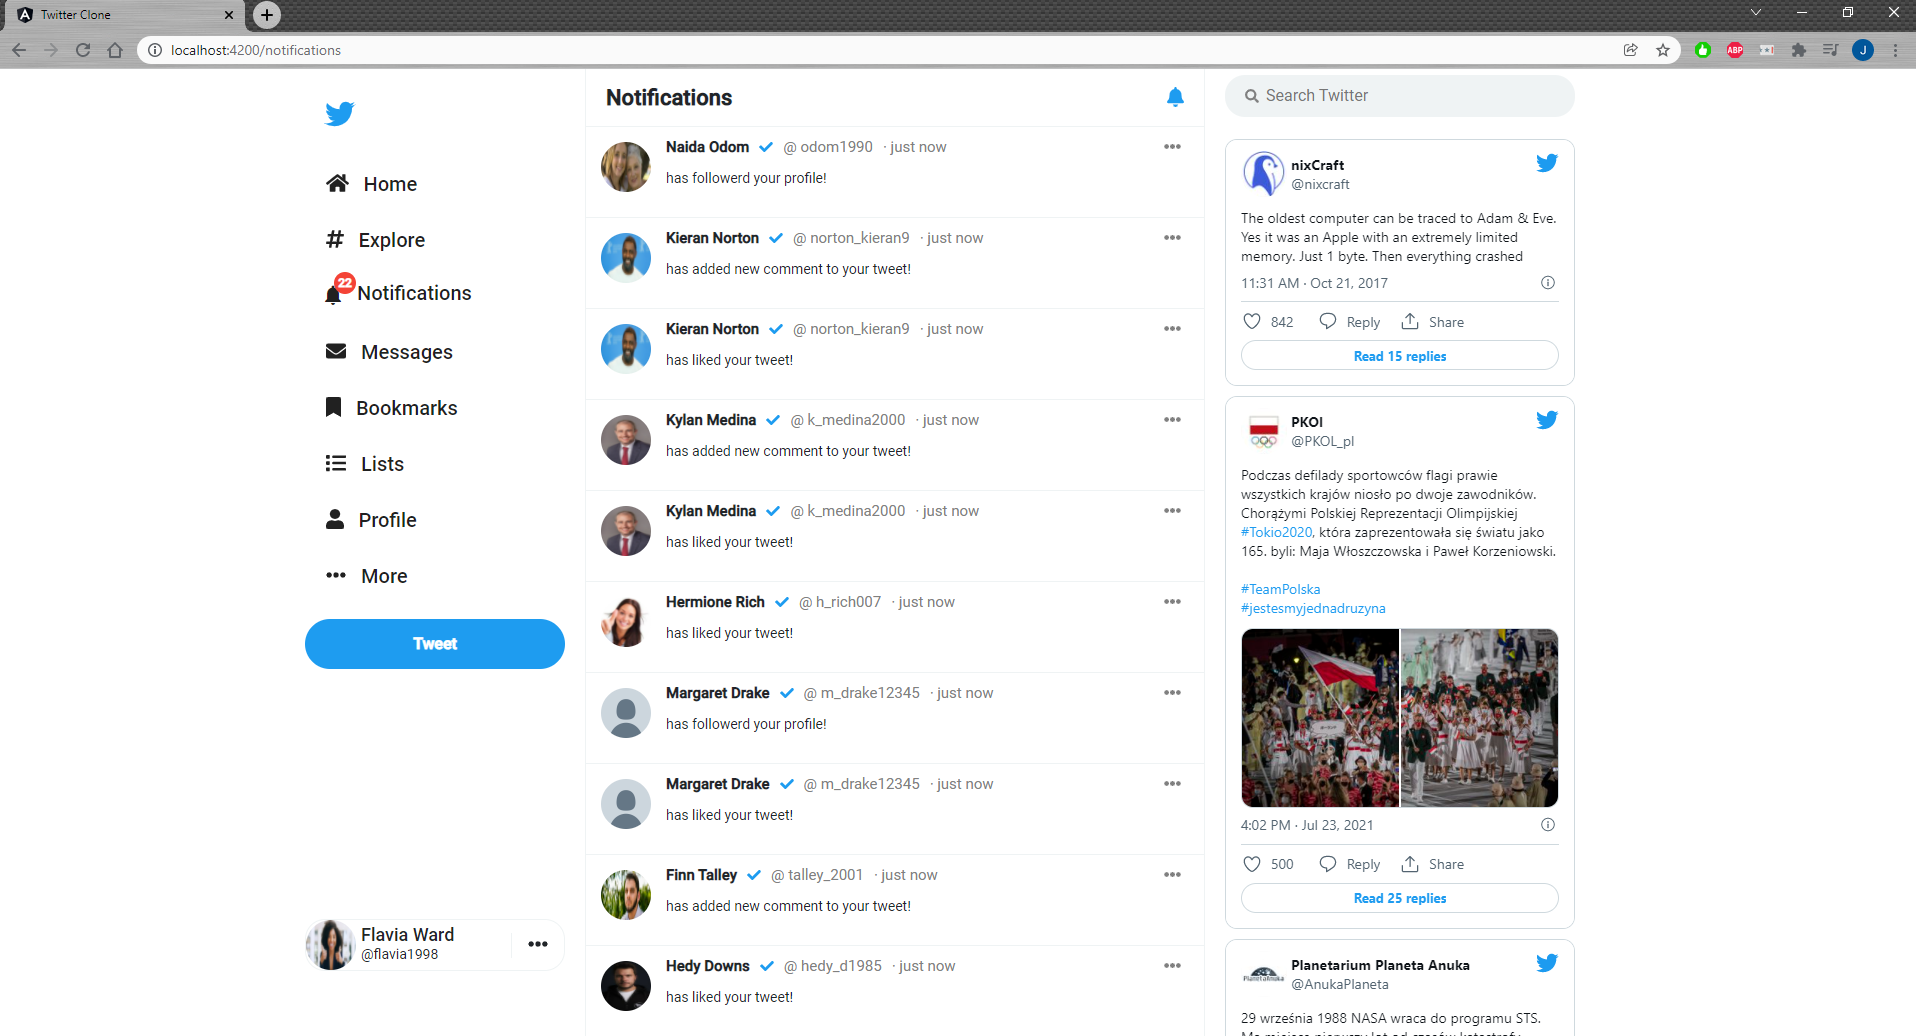 Twitter Clone
localhost:4200/notifications
ABP
J
Home
Explore
22
Notifications
Messages
Bookmarks
Lists
Profile
More
Tweet
Flavia Ward
@flavia1998
Notifications
Naida Odom @ odom1990 · just now
has followerd your profile!
Kieran Norton @ norton_kieran9 · just now
has added new comment to your tweet!
Kieran Norton @ norton_kieran9 · just now
has liked your tweet!
Kylan Medina @ k_medina2000 · just now
has added new comment to your tweet!
Kylan Medina @ k_medina2000 · just now
has liked your tweet!
Hermione Rich @ h_rich007 · just now
has liked your tweet!
Margaret Drake @ m_drake12345 · just now
has followerd your profile!
Margaret Drake @ m_drake12345 · just now
has liked your tweet!
Finn Talley @ talley_2001 · just now
has added new comment to your tweet!
Hedy Downs @ hedy_d1985 · just now
has liked your tweet!
Search Twitter
nixCraft
@nixcraft
The oldest computer can be traced to Adam & Eve.
Yes it was an Apple with an extremely limited
memory. Just 1 byte. Then everything crashed
11:31 AM · Oct 21, 2017
842 Reply Share
Read 15 replies
PKOl
@PKOL_pl
Podczas defilady sportowców flagi prawie
wszystkich krajów niosło po dwoje zawodników.
Chorążymi Polskiej Reprezentacji Olimpijskiej
#Tokio2020, która zaprezentowała się światu jako
165. byli: Maja Włoszczowska i Paweł Korzeniowski.
#TeamPolska
#jestesmyjednadruzyna
4:02 PM · Jul 23, 2021
500 Reply Share
Read 25 replies
PlanetaAnuka
Planetarium Planeta Anuka
@AnukaPlaneta
29 września 1988 NASA wraca do programu STS.